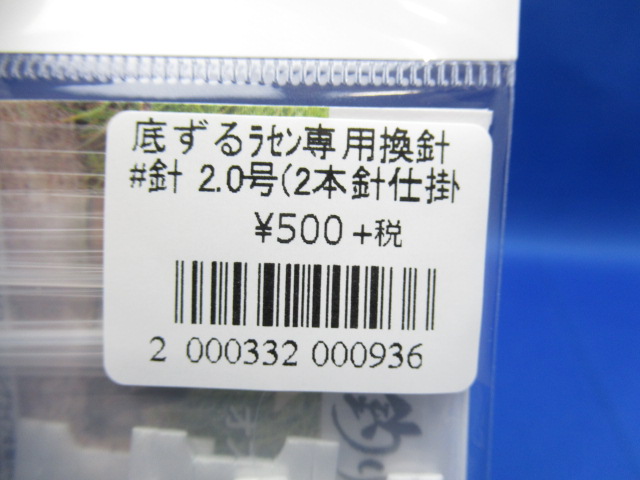 底ずるﾗｾﾝ専用換針
#針 2.0号(2本針仕掛
¥500+税
2 000332 000936